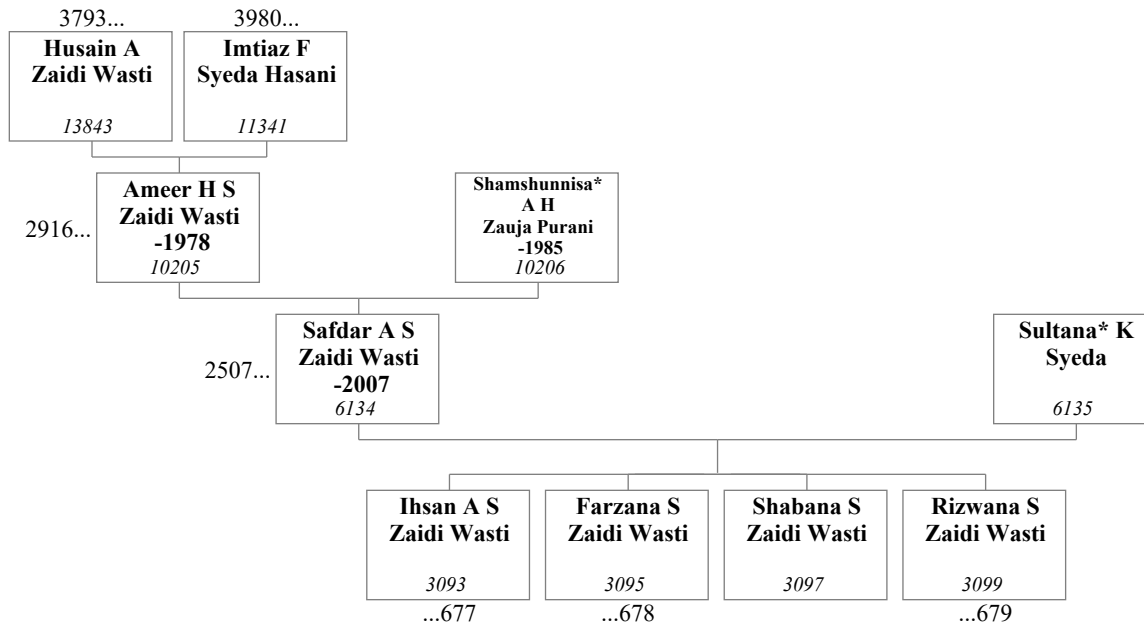 3793...
3980...
Husain A
Zaidi Wasti
13843
Imtiaz F
Syeda Hasani
11341
2916...
Ameer H S
Zaidi Wasti
-1978
10205
Shamshunnisa*
A H
Zauja Purani
-1985
10206
2507...
Safdar A S
Zaidi Wasti
-2007
6134
Sultana* K
Syeda
6135
Ihsan A S
Zaidi Wasti
3093
...677
Farzana S
Zaidi Wasti
3095
...678
Shabana S
Zaidi Wasti
3097
Rizwana S
Zaidi Wasti
3099
...679